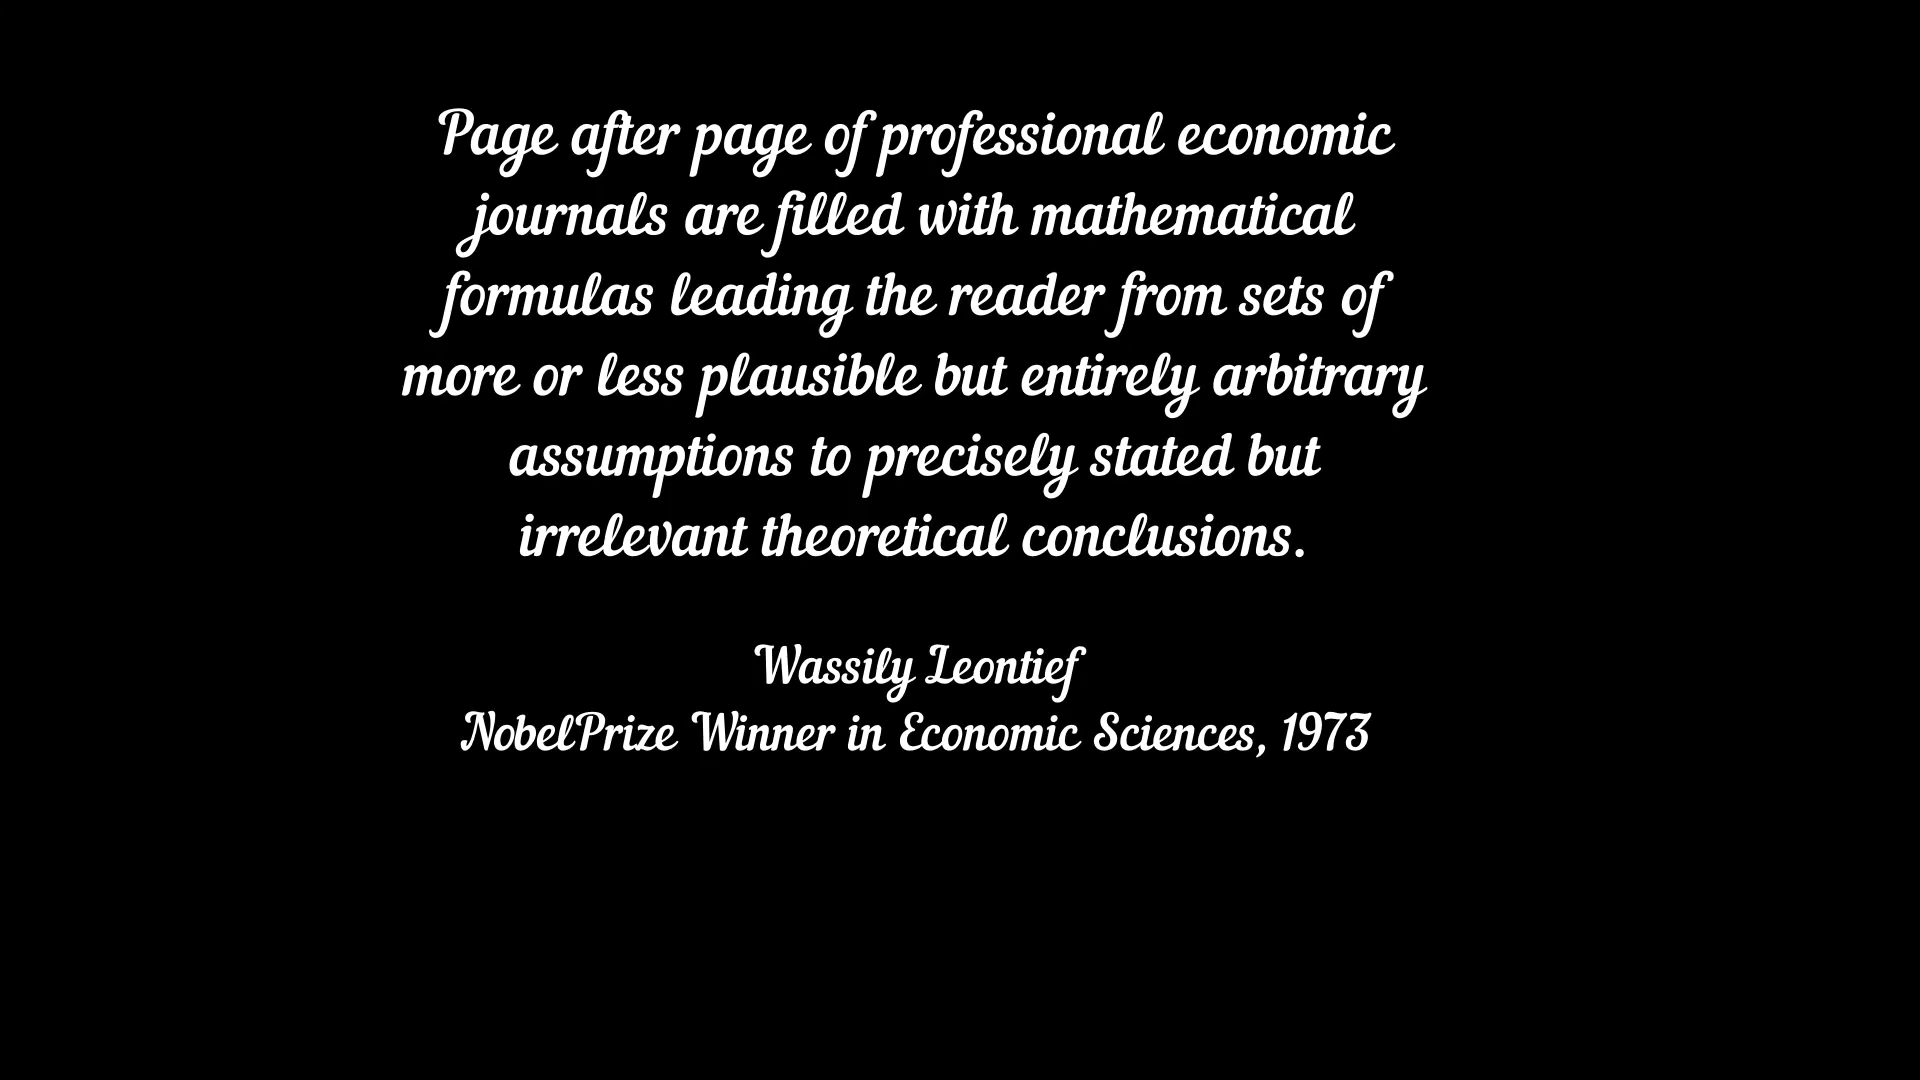 Page after page of professional economic
journals are filled with mathematical
formulas leading the reader from sets of
more or less plausible but entirely arbitrary
assumptions to precisely stated but
irrelevant theoretical conclusions.
Wassily Leontief
NobelPrize Winner in Economic Sciences, 1973